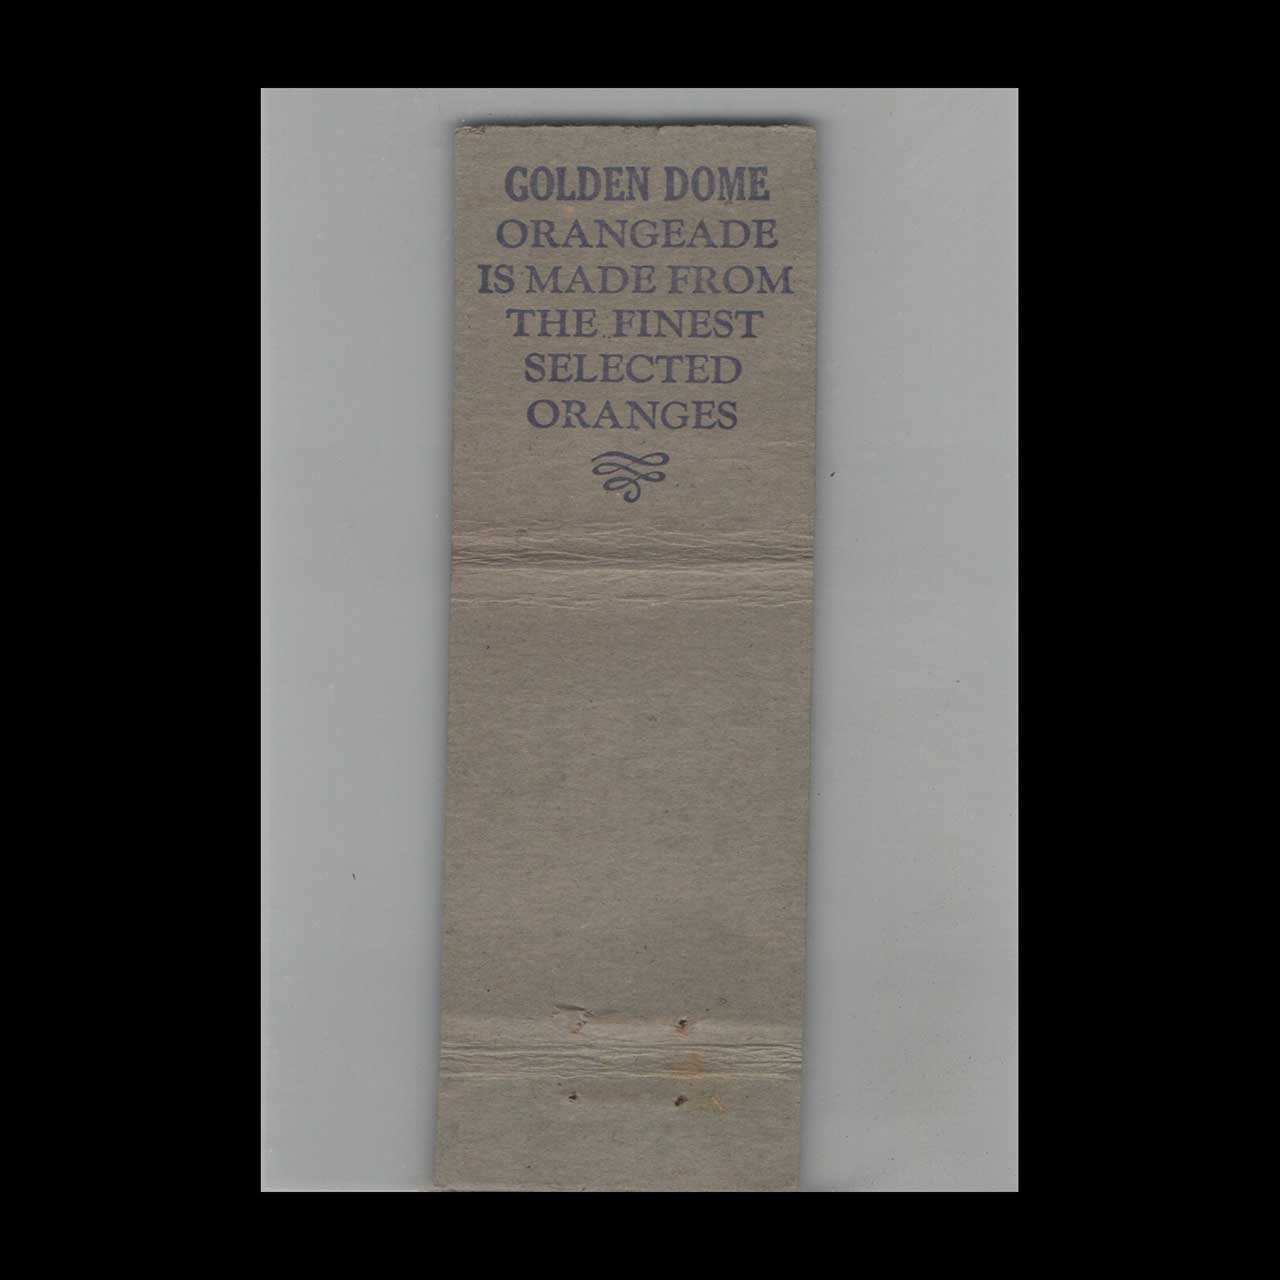 GOLDEN DOME
ORANGEADE
IS MADE FROM
THE FINEST
SELECTED
ORANGES